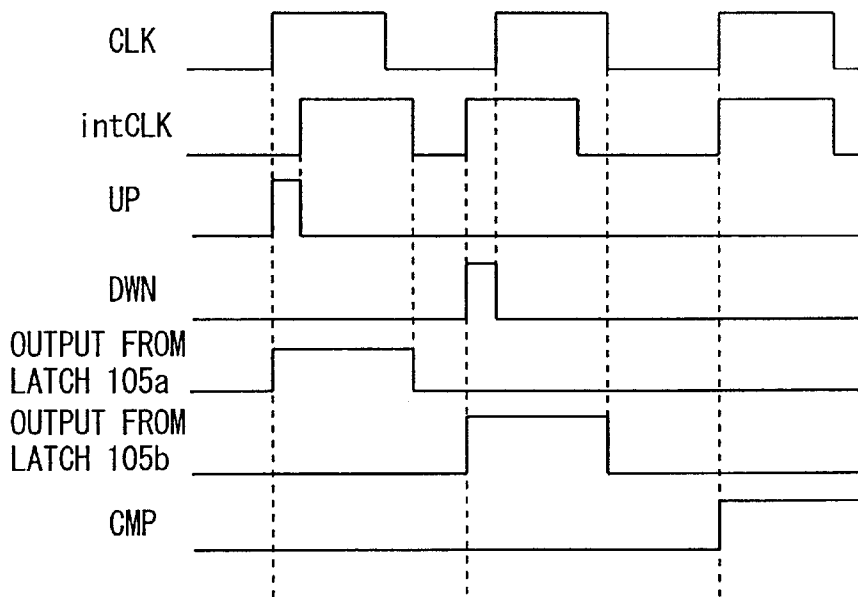 CLK
intCLK
UP
DWN
OUTPUT FROM
LATCH 105a
OUTPUT FROM
LATCH 105b
CMP